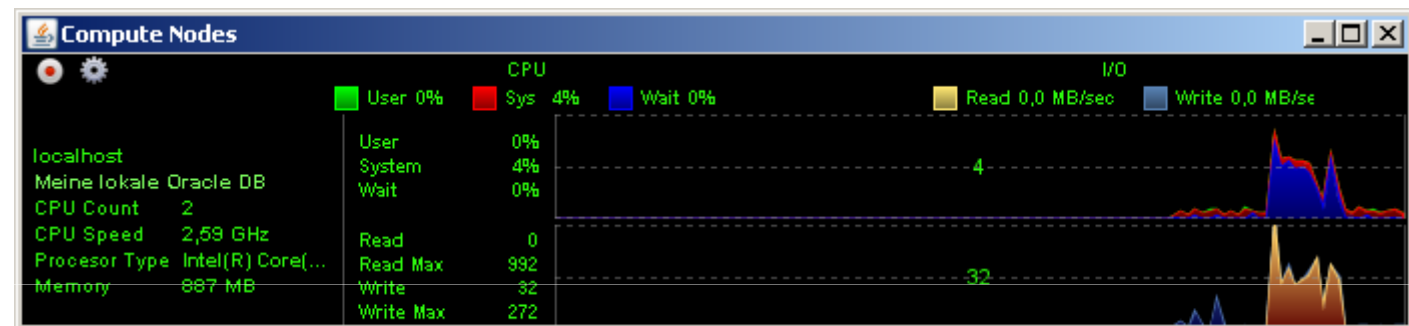 Compute Nodes
CPU I/O
User 0% Sys 4% Wait 0% Read 0,0 MB/sec Write 0,0 MB/se
localhost
Meine lokale Oracle DB
CPU Count 2
CPU Speed 2,59 GHz
Procesor Type Intel(R) Core(...
Memory 887 MB
User 0%
System 4%
Wait 0%
Read 0
Read Max 992
Write 32
Write Max 272
4
32